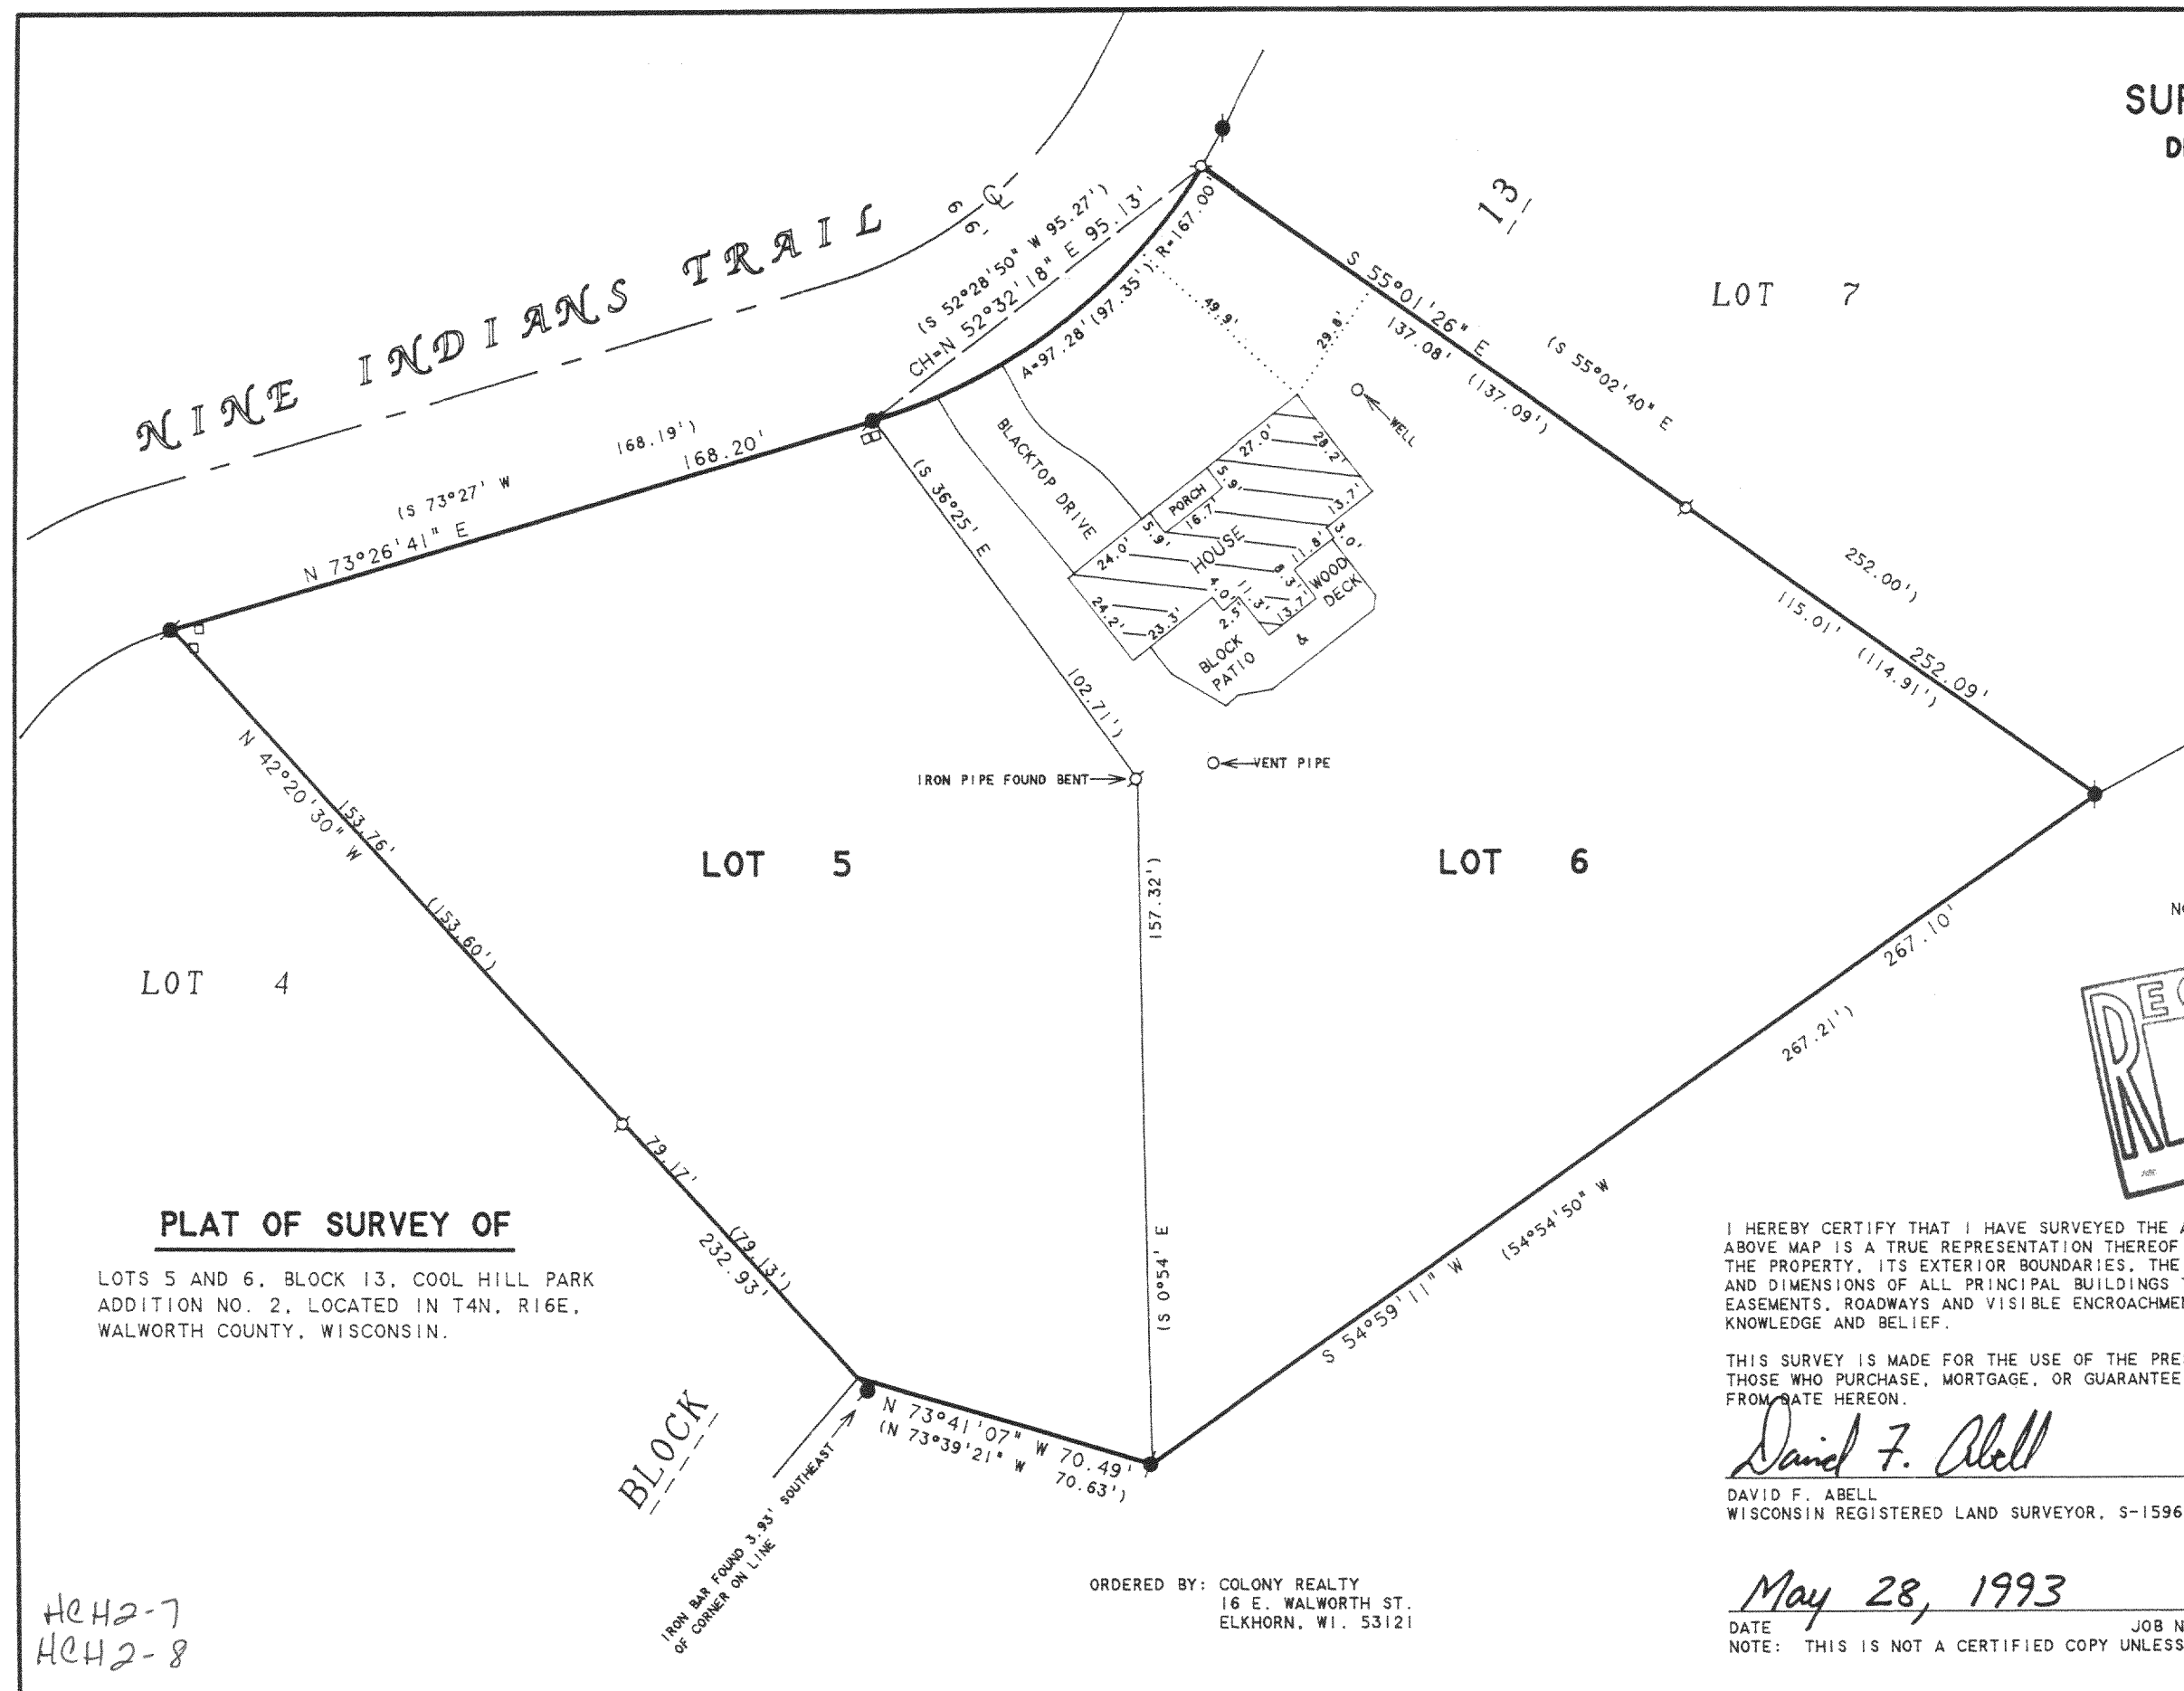 SUR
NINE INDIANS TRAIL
66'
(S 52°28'50" W 95.27')
CH=N 52°32'18" E 95.13'
A=97.28' (97.35') R=167.00'
13
LOT 7
S 55°01'26" E
137.08' (137.09')
(S 55°02'40" E
252.00')
115.01'
252.09'
(114.91')
49.9'
29.8'
WELL
(S 73°27' W 168.19')
N 73°26'41" E 168.20'
BLACKTOP DRIVE
(S 36°25' E 102.71')
27.0'
28.2'
5.9'
PORCH
16.7'
13.7'
5.9'
24.0'
HOUSE
11.8'
3.0'
8.3'
WOOD
DECK
4.0'
11.3'
13.7'
24.2'
23.3'
2.5'
BLOCK
PATIO &
N 42°20'30" W
153.76'
(153.60')
IRON PIPE FOUND BENT
VENT PIPE
LOT 5
LOT 6
LOT 4
157.32')
(S 0°54' E
267.10'
267.21')
S 54°59'11" W
(54°54'50" W
79.17'
(79.13')
232.93'
N 73°41'07" W 70.49'
(N 73°39'21" W 70.63')
BLOCK
IRON BAR FOUND 3.93' SOUTHEAST
OF CORNER ON LINE
PLAT OF SURVEY OF
LOTS 5 AND 6, BLOCK 13, COOL HILL PARK
ADDITION NO. 2, LOCATED IN T4N, R16E,
WALWORTH COUNTY, WISCONSIN.
I HEREBY CERTIFY THAT I HAVE SURVEYED THE A
ABOVE MAP IS A TRUE REPRESENTATION THEREOF
THE PROPERTY, ITS EXTERIOR BOUNDARIES, THE
AND DIMENSIONS OF ALL PRINCIPAL BUILDINGS T
EASEMENTS, ROADWAYS AND VISIBLE ENCROACHMEN
KNOWLEDGE AND BELIEF.
THIS SURVEY IS MADE FOR THE USE OF THE PRE
THOSE WHO PURCHASE, MORTGAGE, OR GUARANTEE
FROM DATE HEREON.
David F. Abell
DAVID F. ABELL
WISCONSIN REGISTERED LAND SURVEYOR, S-1596
May 28, 1993
DATE JOB N
NOTE: THIS IS NOT A CERTIFIED COPY UNLESS
ORDERED BY: COLONY REALTY
16 E. WALWORTH ST.
ELKHORN, WI. 53121
HCH2-7
HCH2-8